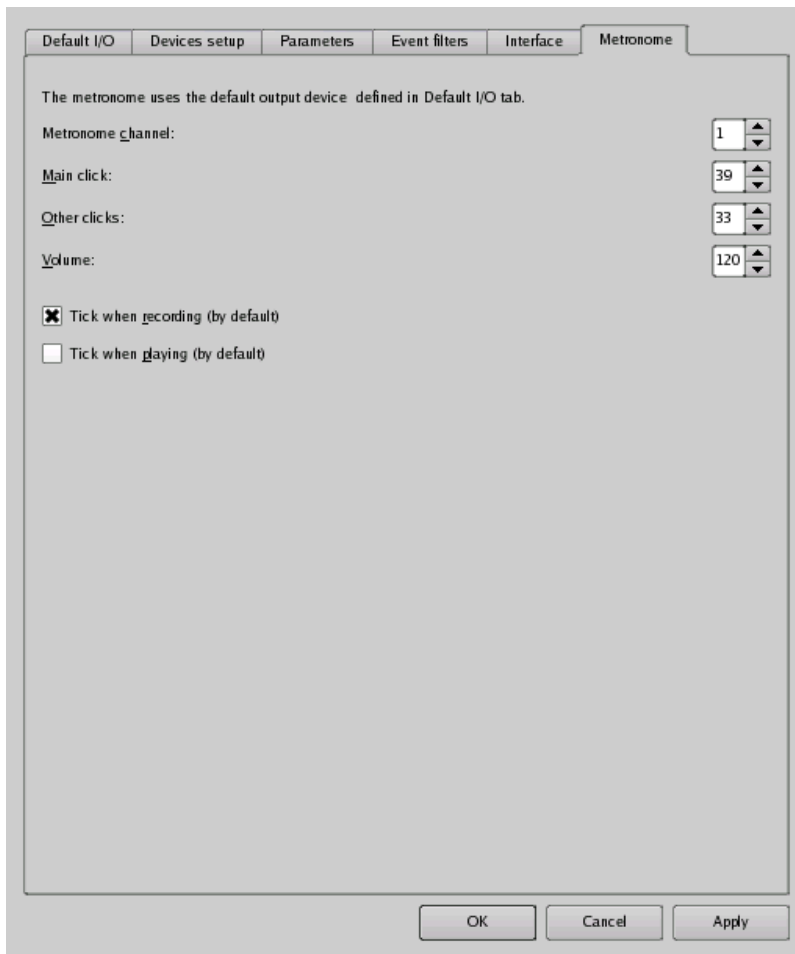 Default I/O Devices setup Parameters Event filters Interface Metronome
The metronome uses the default output device defined in Default I/O tab.
Metronome channel: 1
Main click: 39
Other clicks: 33
Volume: 120
Tick when recording (by default)
Tick when playing (by default)
OK Cancel Apply